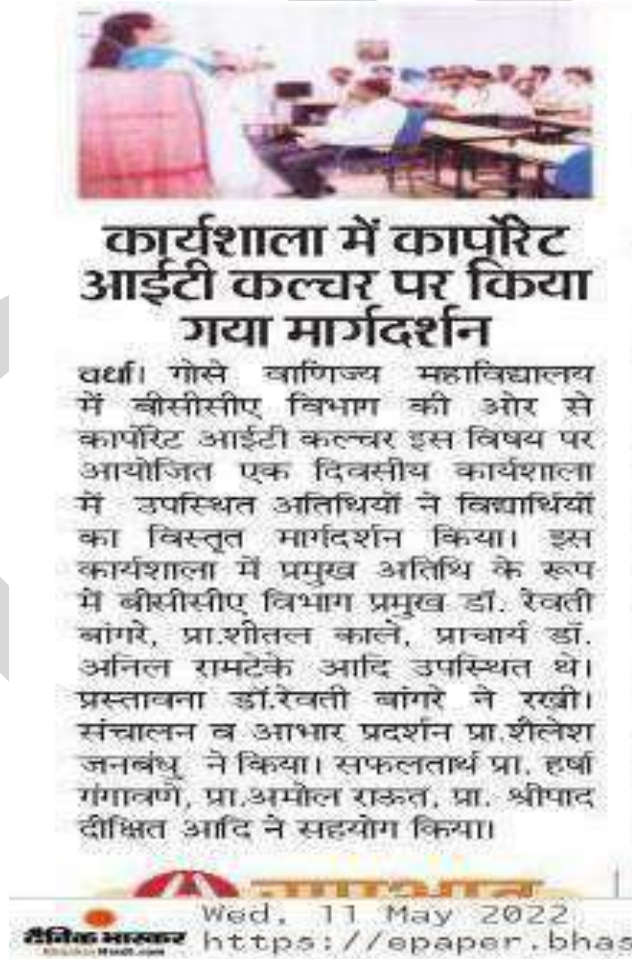 कार्यशाला में कार्पोरेट
आईटी कल्चर पर किया
गया मार्गदर्शन
वर्धा। गोसे वाणिज्य महाविद्यालय
में बीसीसीए विभाग की ओर से
कार्पोरेट आईटी कल्चर इस विषय पर
आयोजित एक दिवसीय कार्यशाला
में उपस्थित अतिथियों ने विद्यार्थियों
का विस्तृत मार्गदर्शन किया। इस
कार्यशाला में प्रमुख अतिथि के रूप
में बीसीसीए विभाग प्रमुख डॉ. रेवती
बांगरे, प्रा.शीतल काले, प्राचार्य डॉ.
अनिल रामटेके आदि उपस्थित थे।
प्रस्तावना डॉ.रेवती बांगरे ने रखी।
संचालन व आभार प्रदर्शन प्रा.शैलेश
जनबंधु ने किया। सफलतार्थ प्रा. हर्षा
गंगावणे, प्रा.अमोल राऊत, प्रा. श्रीपाद
दीक्षित आदि ने सहयोग किया।
दैनिक भास्कर
Wed, 11 May 2022
https://epaper.bhas